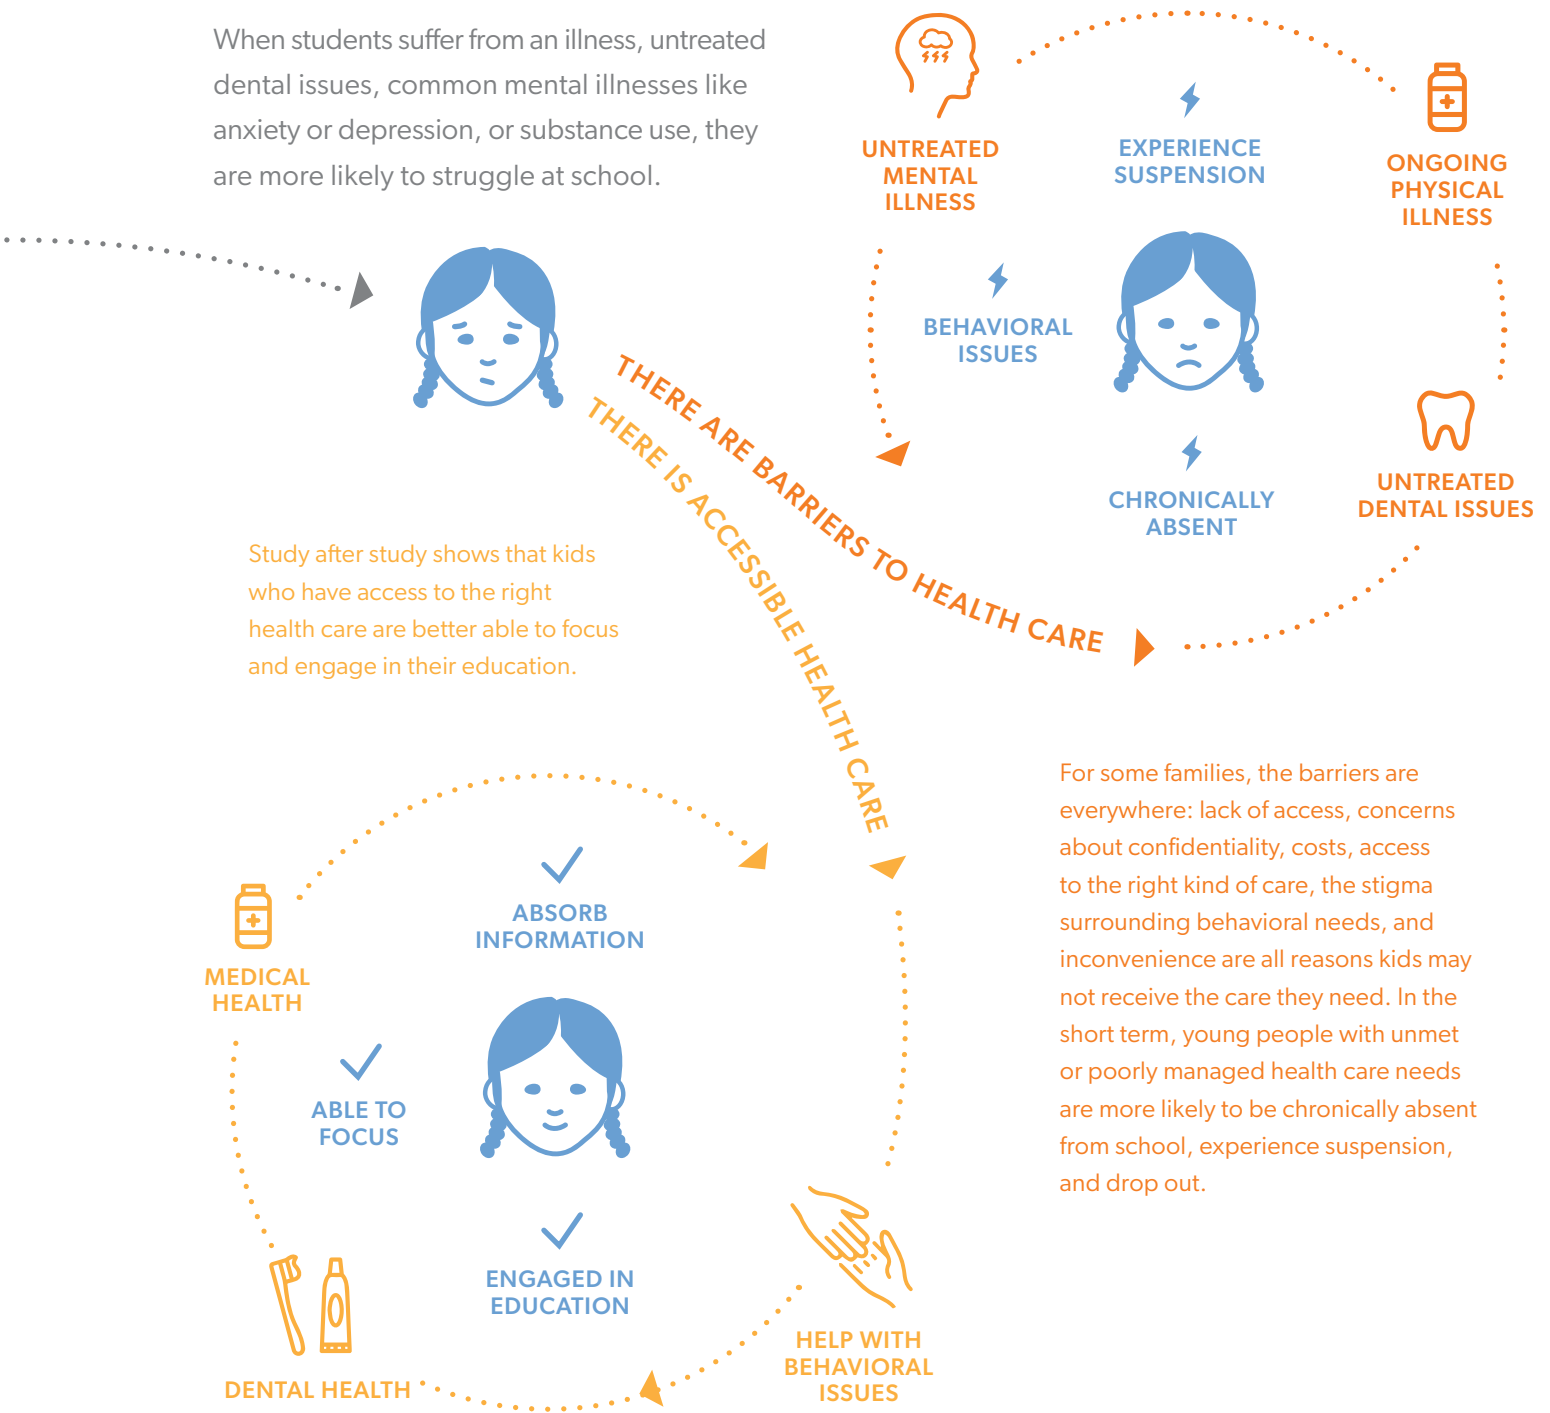 When students suffer from an illness, untreated
dental issues, common mental illnesses like
anxiety or depression, or substance use, they
are more likely to struggle at school.
UNTREATED
MENTAL
ILLNESS
EXPERIENCE
SUSPENSION
ONGOING
PHYSICAL
ILLNESS
BEHAVIORAL
ISSUES
CHRONICALLY
ABSENT
UNTREATED
DENTAL ISSUES
THERE ARE BARRIERS TO HEALTH CARE
THERE IS ACCESSIBLE HEALTH CARE
Study after study shows that kids
who have access to the right
health care are better able to focus
and engage in their education.
For some families, the barriers are
everywhere: lack of access, concerns
about confidentiality, costs, access
to the right kind of care, the stigma
surrounding behavioral needs, and
inconvenience are all reasons kids may
not receive the care they need. In the
short term, young people with unmet
or poorly managed health care needs
are more likely to be chronically absent
from school, experience suspension,
and drop out.
ABSORB
INFORMATION
MEDICAL
HEALTH
ABLE TO
FOCUS
ENGAGED IN
EDUCATION
HELP WITH
BEHAVIORAL
ISSUES
DENTAL HEALTH